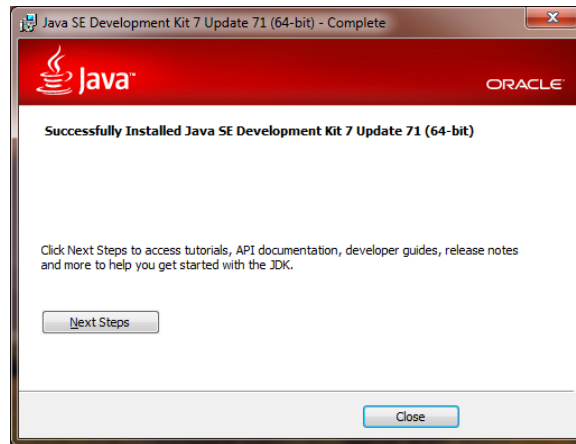 Java SE Development Kit 7 Update 71 (64-bit) - Complete
Java™
ORACLE®
Successfully Installed Java SE Development Kit 7 Update 71 (64-bit)
Click Next Steps to access tutorials, API documentation, developer guides, release notes
and more to help you get started with the JDK.
Next Steps
Close